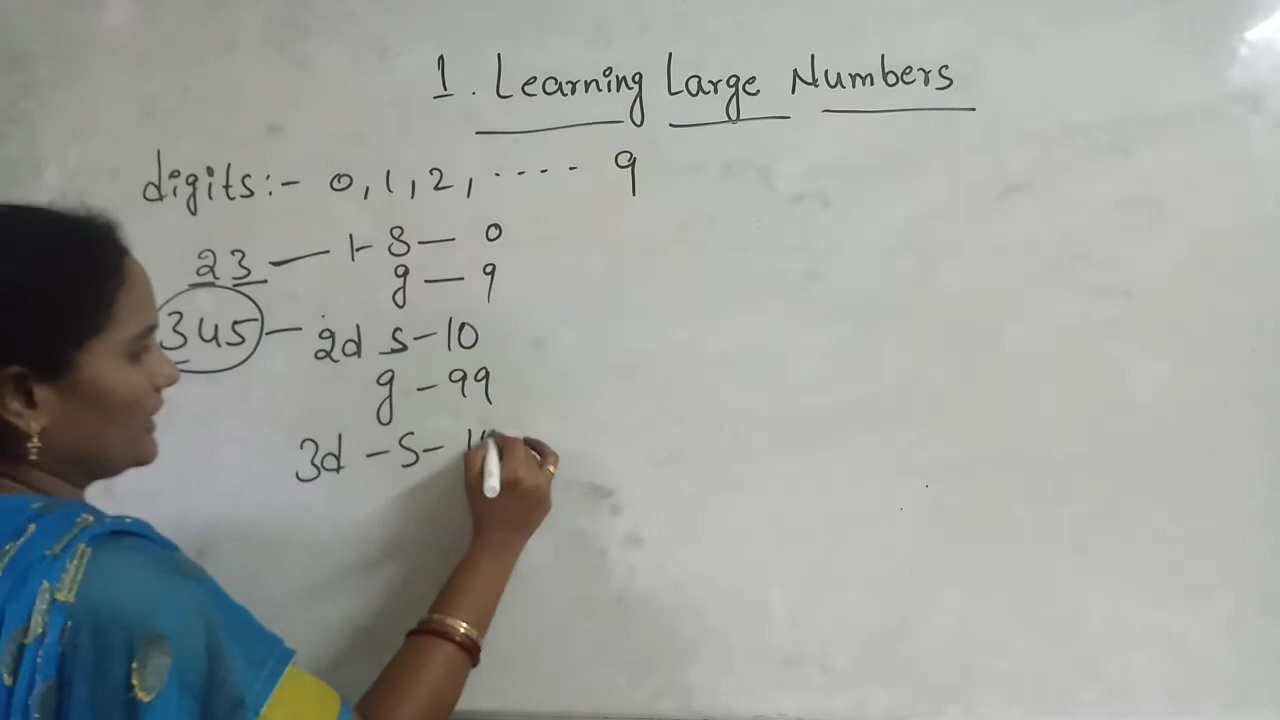 1. Learning Large Numbers
digits:- 0, 1, 2, .... 9
23 — 1- S — 0
g — 9
345 — 2d S - 10
g - 99
3d - S -